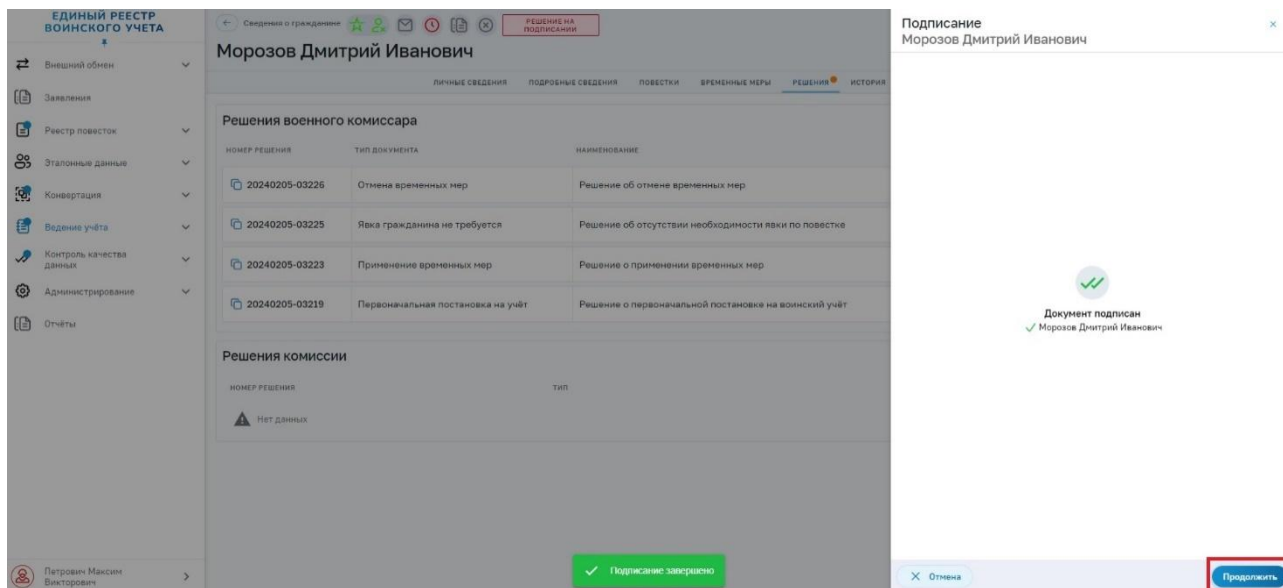 ЕДИНЫЙ РЕЕСТР
ВОИНСКОГО УЧЕТА
Внешний обмен
Заявления
Реестр повесток
Эталонные данные
Конвертация
Ведение учёта
Контроль качества
данных
Администрирование
Отчёты
Петрович Максим
Викторович
Сведения о гражданине
РЕШЕНИЕ НА
ПОДПИСАНИИ
Морозов Дмитрий Иванович
ЛИЧНЫЕ СВЕДЕНИЯ ПОДРОБНЫЕ СВЕДЕНИЯ ПОВЕСТКИ ВРЕМЕННЫЕ МЕРЫ РЕШЕНИЯ ИСТОРИЯ
Решения военного комиссара
НОМЕР РЕШЕНИЯ ТИП ДОКУМЕНТА НАИМЕНОВАНИЕ
20240205-03226 Отмена временных мер Решение об отмене временных мер
20240205-03225 Явка гражданина не требуется Решение об отсутствии необходимости явки по повестке
20240205-03223 Применение временных мер Решение о применении временных мер
20240205-03219 Первоначальная постановка на учёт Решение о первоначальной постановке на воинский учёт
Решения комиссии
НОМЕР РЕШЕНИЯ ТИП
Нет данных
Подписание завершено
Подписание
Морозов Дмитрий Иванович
Документ подписан
Морозов Дмитрий Иванович
Отмена Продолжить